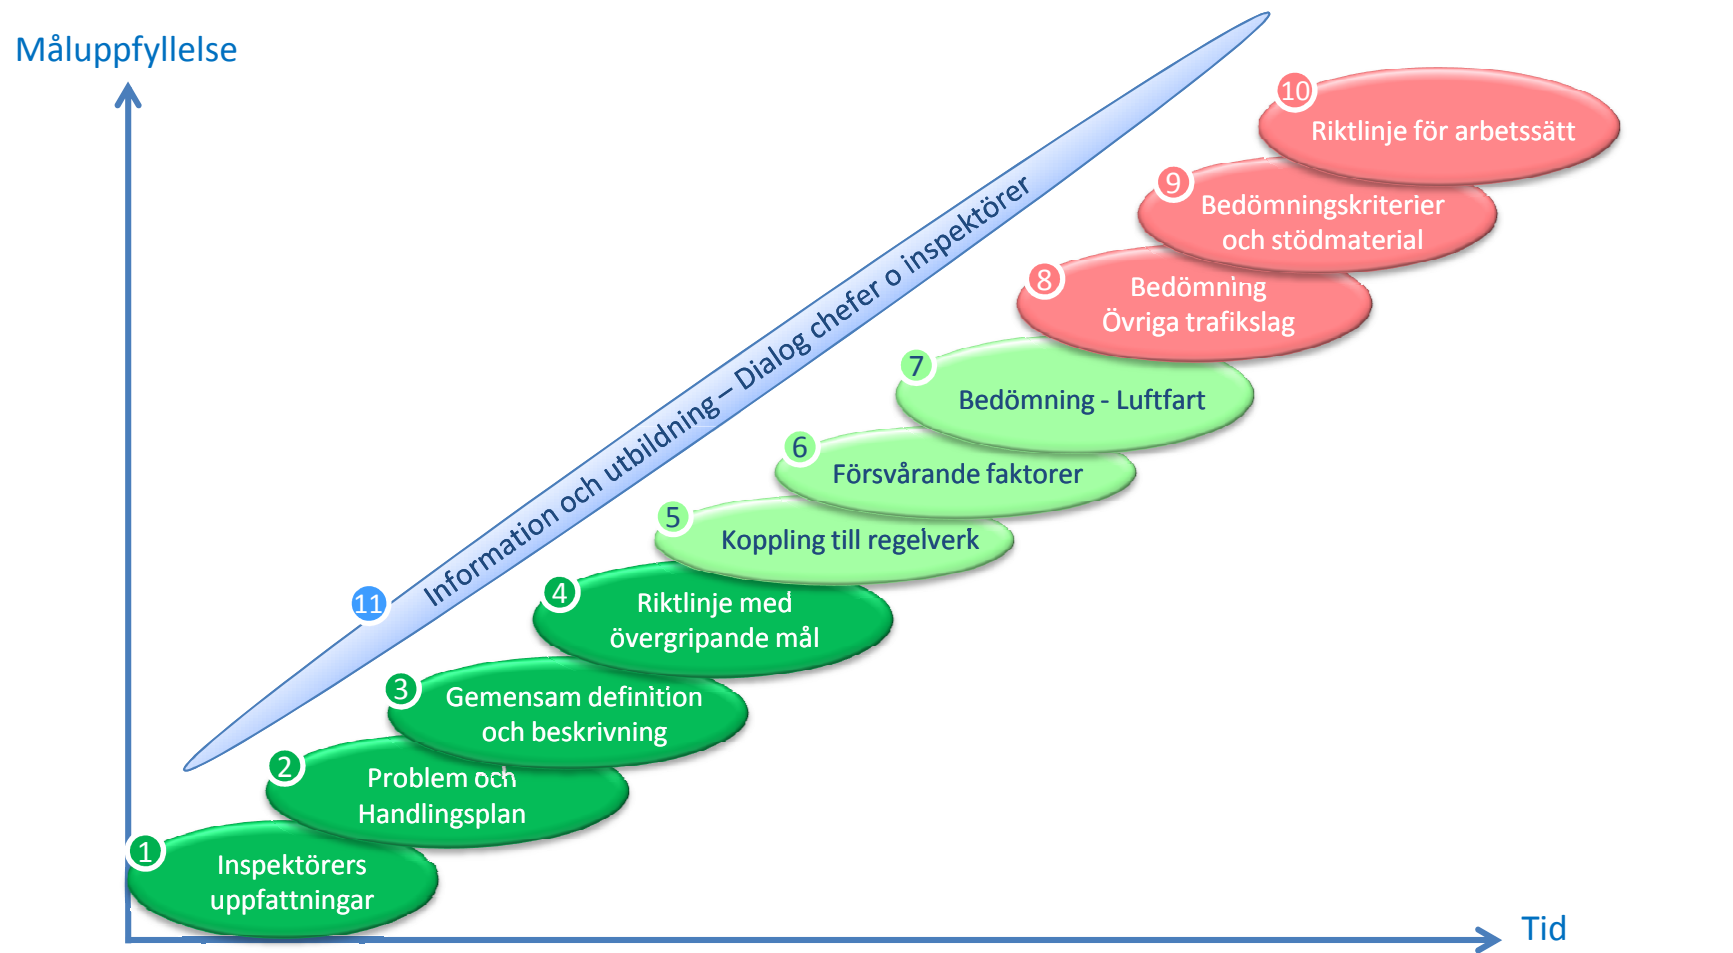 Måluppfyllelse
10
Riktlinje för arbetssätt
9
Bedömningskriterier
och stödmaterial
8
Bedömning
Övriga trafikslag
7
Bedömning - Luftfart
6
Försvårande faktorer
5
Koppling till regelverk
4
Riktlinje med
övergripande mål
3
Gemensam definition
och beskrivning
2
Problem och
Handlingsplan
1
Inspektörers
uppfattningar
11
Information och utbildning – Dialog chefer o inspektörer
Tid